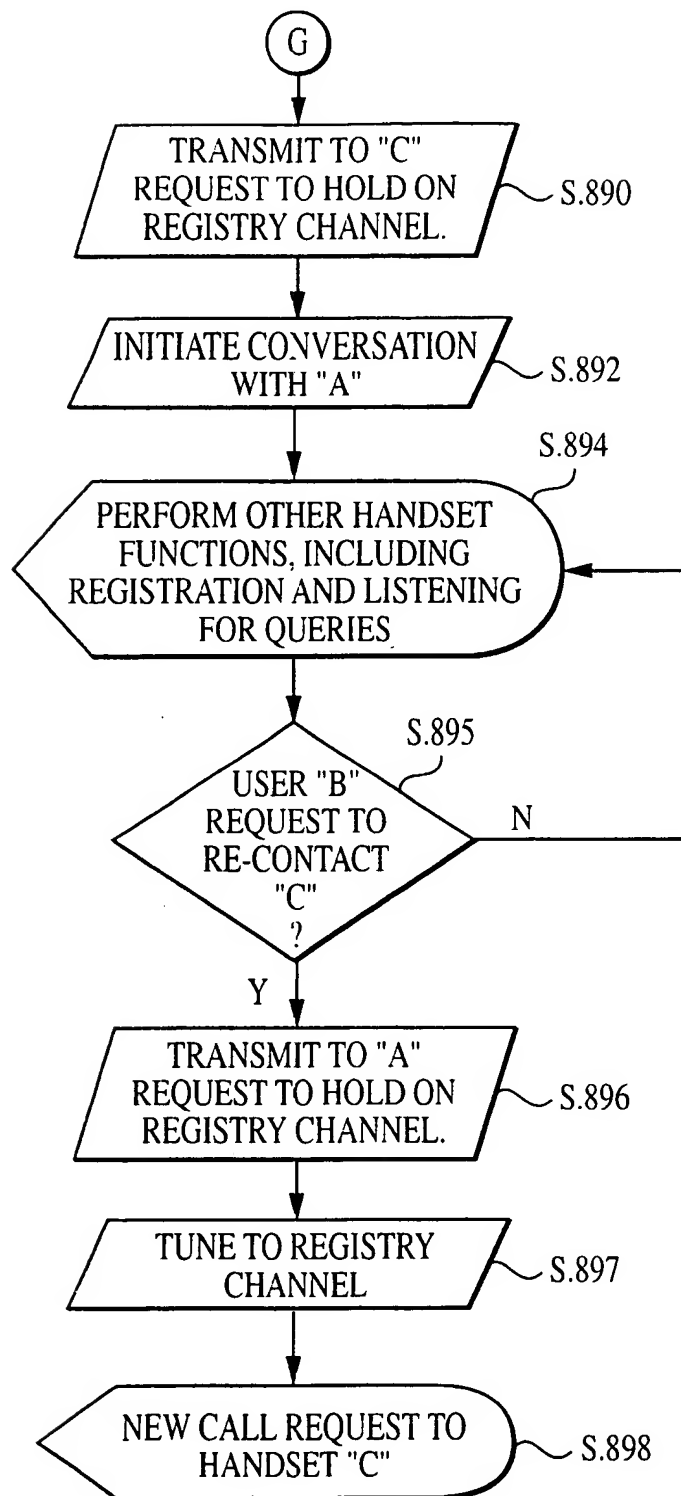 G
TRANSMIT TO "C"
REQUEST TO HOLD ON
REGISTRY CHANNEL.
S.890
INITIATE CONVERSATION
WITH "A"
S.892
S.894
PERFORM OTHER HANDSET
FUNCTIONS, INCLUDING
REGISTRATION AND LISTENING
FOR QUERIES
S.895
USER "B"
REQUEST TO
RE-CONTACT
"C"
?
N
Y
TRANSMIT TO "A"
REQUEST TO HOLD ON
REGISTRY CHANNEL.
S.896
TUNE TO REGISTRY
CHANNEL
S.897
NEW CALL REQUEST TO
HANDSET "C"
S.898